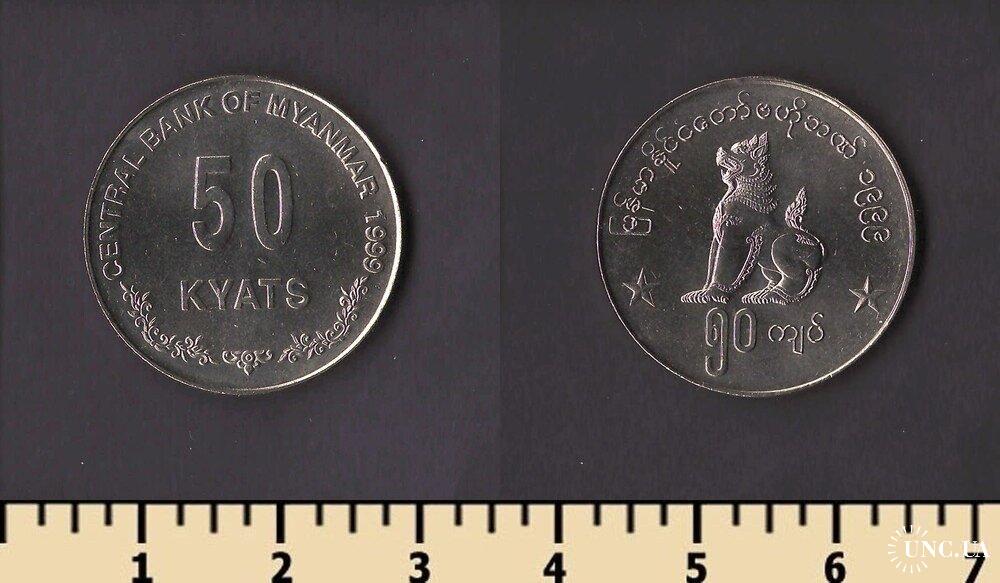 CENTRAL BANK OF MYANMAR 1999
50
KYATS
မြန်မာနိုင်ငံတော်ဗဟိုဘဏ် ၁၉၉၉
၅၀ ကျပ်
1 2 3 4 5 6 7
UNC.UA